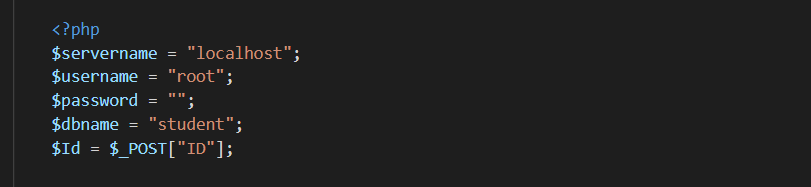 <?php
$servername = "localhost";
$username = "root";
$password = "";
$dbname = "student";
$Id = $_POST["ID"];